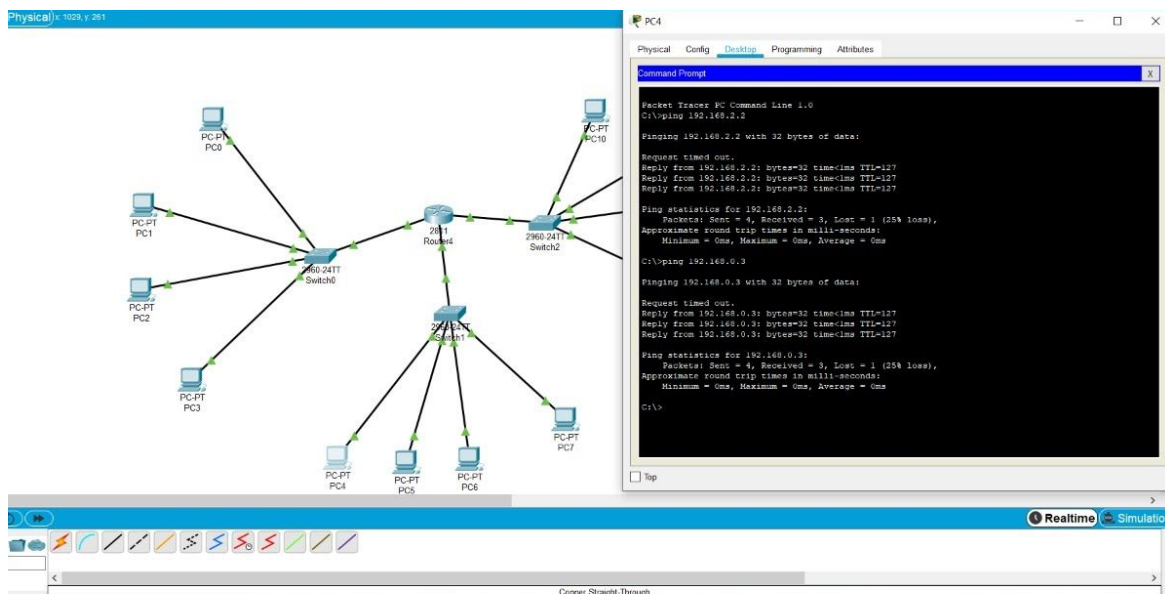 Physical x: 1029, y: 261
PC4
Physical Config Desktop Programming Attributes
Command Prompt
X
Packet Tracer PC Command Line 1.0
C:\>ping 192.168.2.2
Pinging 192.168.2.2 with 32 bytes of data:
Request timed out.
Reply from 192.168.2.2: bytes=32 time<1ms TTL=127
Reply from 192.168.2.2: bytes=32 time<1ms TTL=127
Reply from 192.168.2.2: bytes=32 time<1ms TTL=127
Ping statistics for 192.168.2.2:
Packets: Sent = 4, Received = 3, Lost = 1 (25% loss),
Approximate round trip times in milli-seconds:
Minimum = 0ms, Maximum = 0ms, Average = 0ms
C:\>ping 192.168.0.3
Pinging 192.168.0.3 with 32 bytes of data:
Request timed out.
Reply from 192.168.0.3: bytes=32 time<1ms TTL=127
Reply from 192.168.0.3: bytes=32 time<1ms TTL=127
Reply from 192.168.0.3: bytes=32 time<1ms TTL=127
Ping statistics for 192.168.0.3:
Packets: Sent = 4, Received = 3, Lost = 1 (25% loss),
Approximate round trip times in milli-seconds:
Minimum = 0ms, Maximum = 0ms, Average = 0ms
C:\>
Top
PC-PT
PC0
PC-PT
PC10
PC-PT
PC1
2811
Router4
2960-24TT
Switch2
2960-24TT
Switch0
PC-PT
PC2
2960-24TT
Switch1
PC-PT
PC3
PC-PT
PC7
PC-PT
PC4
PC-PT
PC5
PC-PT
PC6
Realtime
Simulatio
Copper Straight-Through